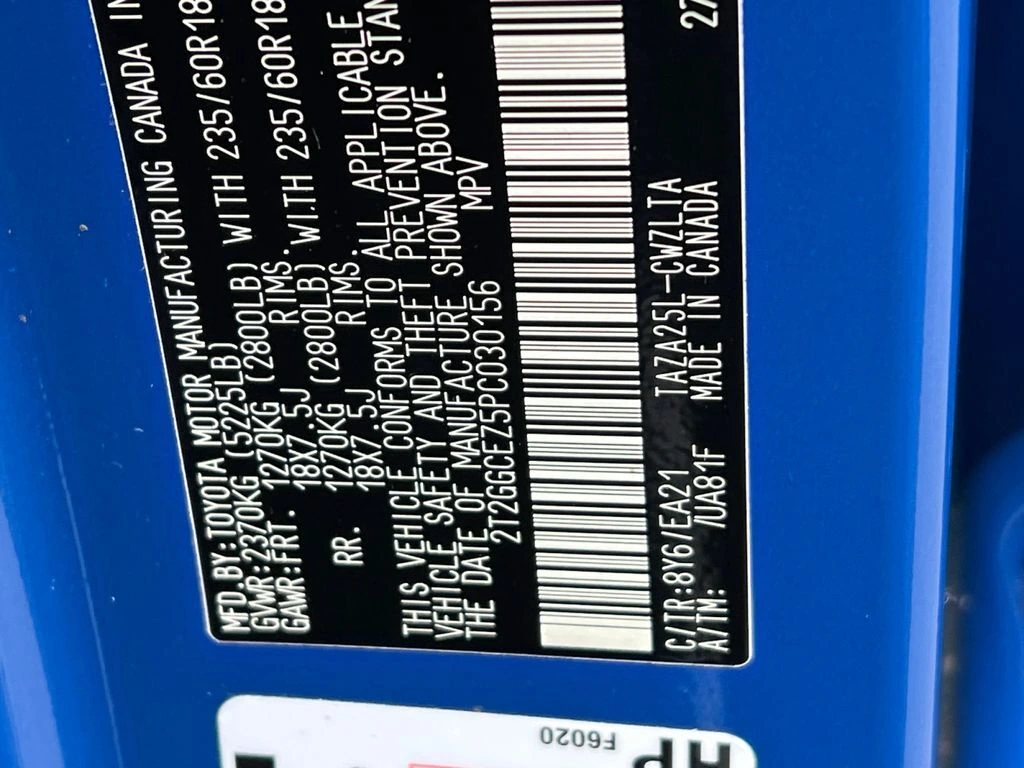 MFD.BY:TOYOTA MOTOR MANUFACTURING CANADA IN
GVWR:2370KG (5225LB)
GAWR:FRT. 1270KG (2800LB) WITH 235/60R18
18X7.5J RIMS.
RR. 1270KG (2800LB) WITH 235/60R18
18X7.5J RIMS.
THIS VEHICLE CONFORMS TO ALL APPLICABLE
VEHICLE SAFETY AND THEFT PREVENTION STAN
THE DATE OF MANUFACTURE SHOWN ABOVE.
2T2GGCEZ5PC030156 MPV
C/TR:8Y6/EA21 TAZA25L-CWZLTA
A/TM: /UA81F MADE IN CANADA 27
F6020